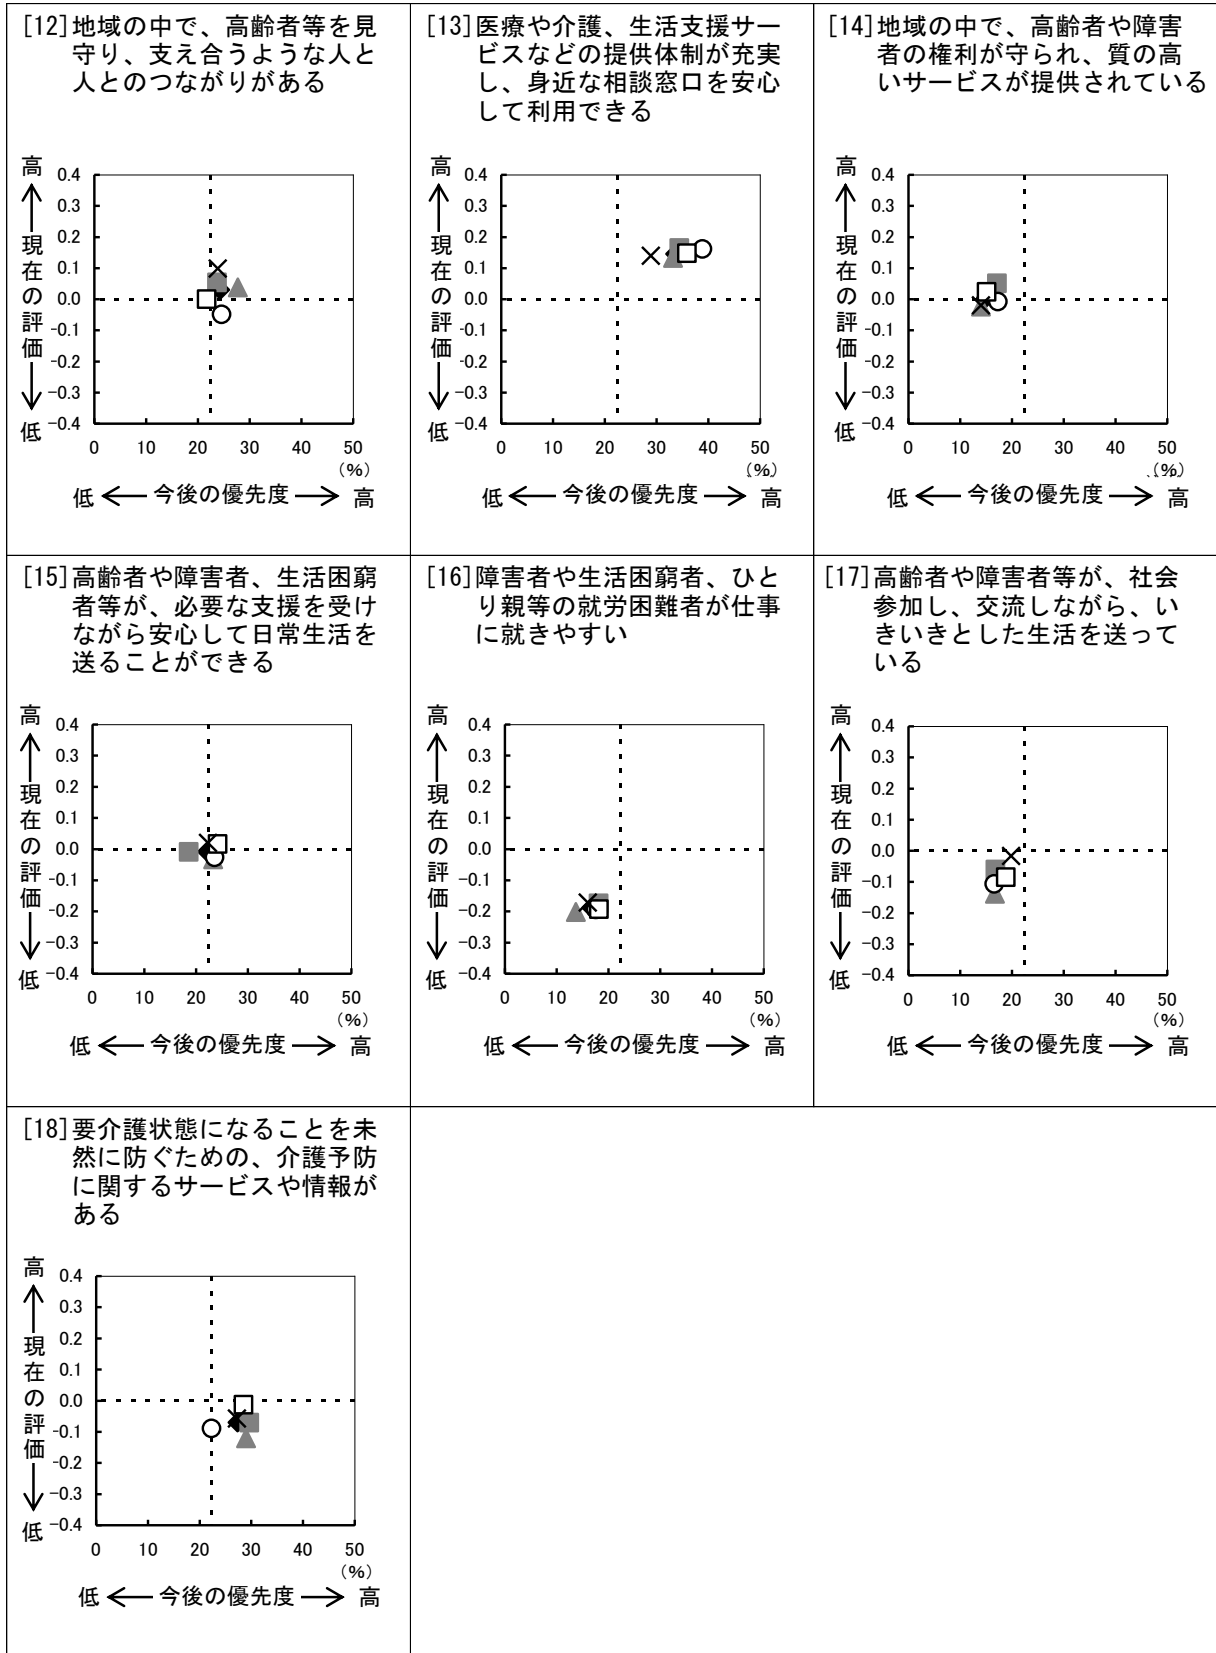 [12]地域の中で、高齢者等を見
守り、支え合うような人と
人とのつながりがある
高
現在の評価
低
0.4
0.3
0.2
0.1
0.0
-0.1
-0.2
-0.3
-0.4
0 10 20 30 40 50
(%)
低 今後の優先度 高
[13]医療や介護、生活支援サー
ビスなどの提供体制が充実
し、身近な相談窓口を安心
して利用できる
高
現在の評価
低
0.4
0.3
0.2
0.1
0.0
-0.1
-0.2
-0.3
-0.4
0 10 20 30 40 50
(%)
低 今後の優先度 高
[14]地域の中で、高齢者や障害
者の権利が守られ、質の高
いサービスが提供されている
高
現在の評価
低
0.4
0.3
0.2
0.1
0.0
-0.1
-0.2
-0.3
-0.4
0 10 20 30 40 50
(%)
低 今後の優先度 高
[15]高齢者や障害者、生活困窮
者等が、必要な支援を受け
ながら安心して日常生活を
送ることができる
高
現在の評価
低
0.4
0.3
0.2
0.1
0.0
-0.1
-0.2
-0.3
-0.4
0 10 20 30 40 50
(%)
低 今後の優先度 高
[16]障害者や生活困窮者、ひと
り親等の就労困難者が仕事
に就きやすい
高
現在の評価
低
0.4
0.3
0.2
0.1
0.0
-0.1
-0.2
-0.3
-0.4
0 10 20 30 40 50
(%)
低 今後の優先度 高
[17]高齢者や障害者等が、社会
参加し、交流しながら、い
きいきとした生活を送って
いる
高
現在の評価
低
0.4
0.3
0.2
0.1
0.0
-0.1
-0.2
-0.3
-0.4
0 10 20 30 40 50
(%)
低 今後の優先度 高
[18]要介護状態になることを未
然に防ぐための、介護予防
に関するサービスや情報が
ある
高
現在の評価
低
0.4
0.3
0.2
0.1
0.0
-0.1
-0.2
-0.3
-0.4
0 10 20 30 40 50
(%)
低 今後の優先度 高